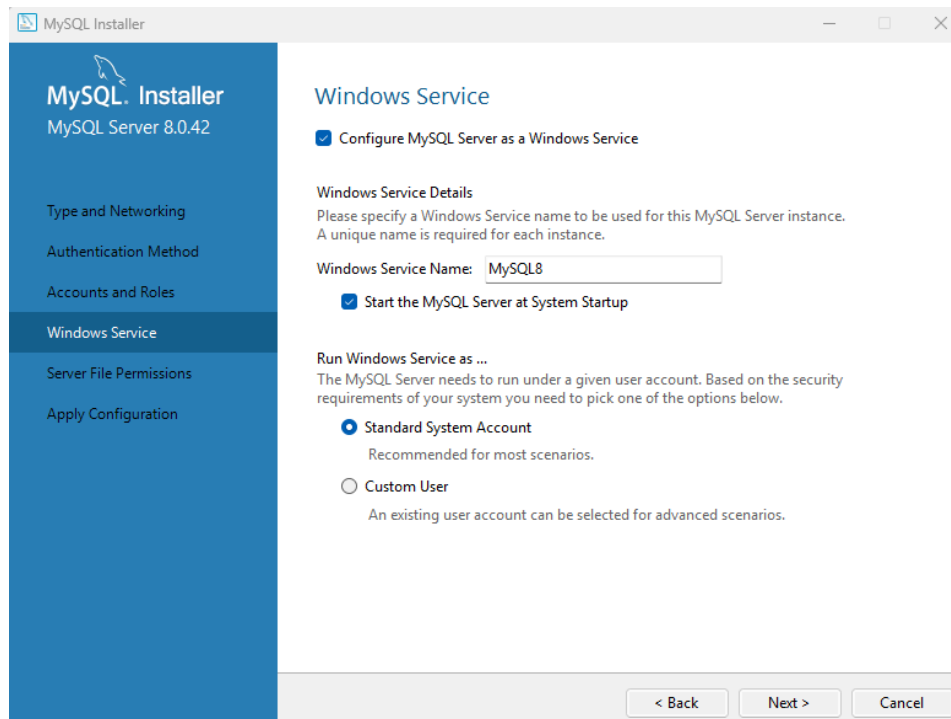 MySQL Installer
MySQL. Installer
MySQL Server 8.0.42
Type and Networking
Authentication Method
Accounts and Roles
Windows Service
Server File Permissions
Apply Configuration
Windows Service
Configure MySQL Server as a Windows Service
Windows Service Details
Please specify a Windows Service name to be used for this MySQL Server instance.
A unique name is required for each instance.
Windows Service Name: MySQL8
Start the MySQL Server at System Startup
Run Windows Service as ...
The MySQL Server needs to run under a given user account. Based on the security
requirements of your system you need to pick one of the options below.
Standard System Account
Recommended for most scenarios.
Custom User
An existing user account can be selected for advanced scenarios.
< Back Next > Cancel